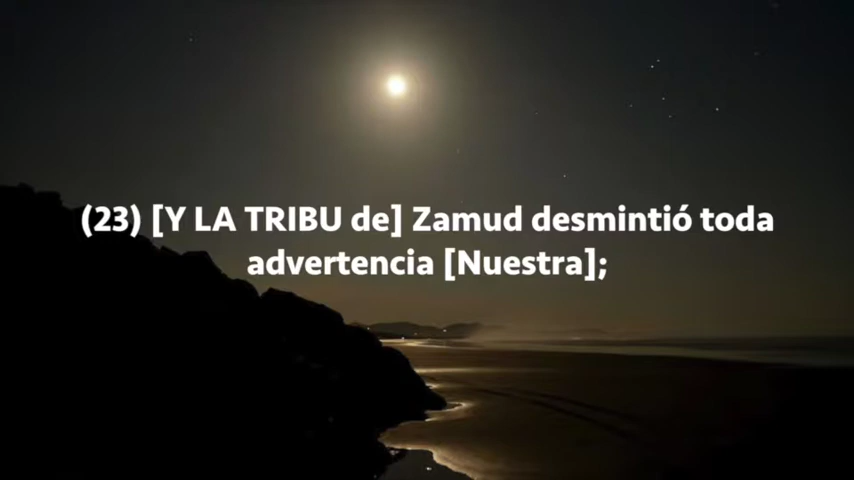 (23) [Y LA TRIBU de] Zamud desmintió toda
advertencia [Nuestra];